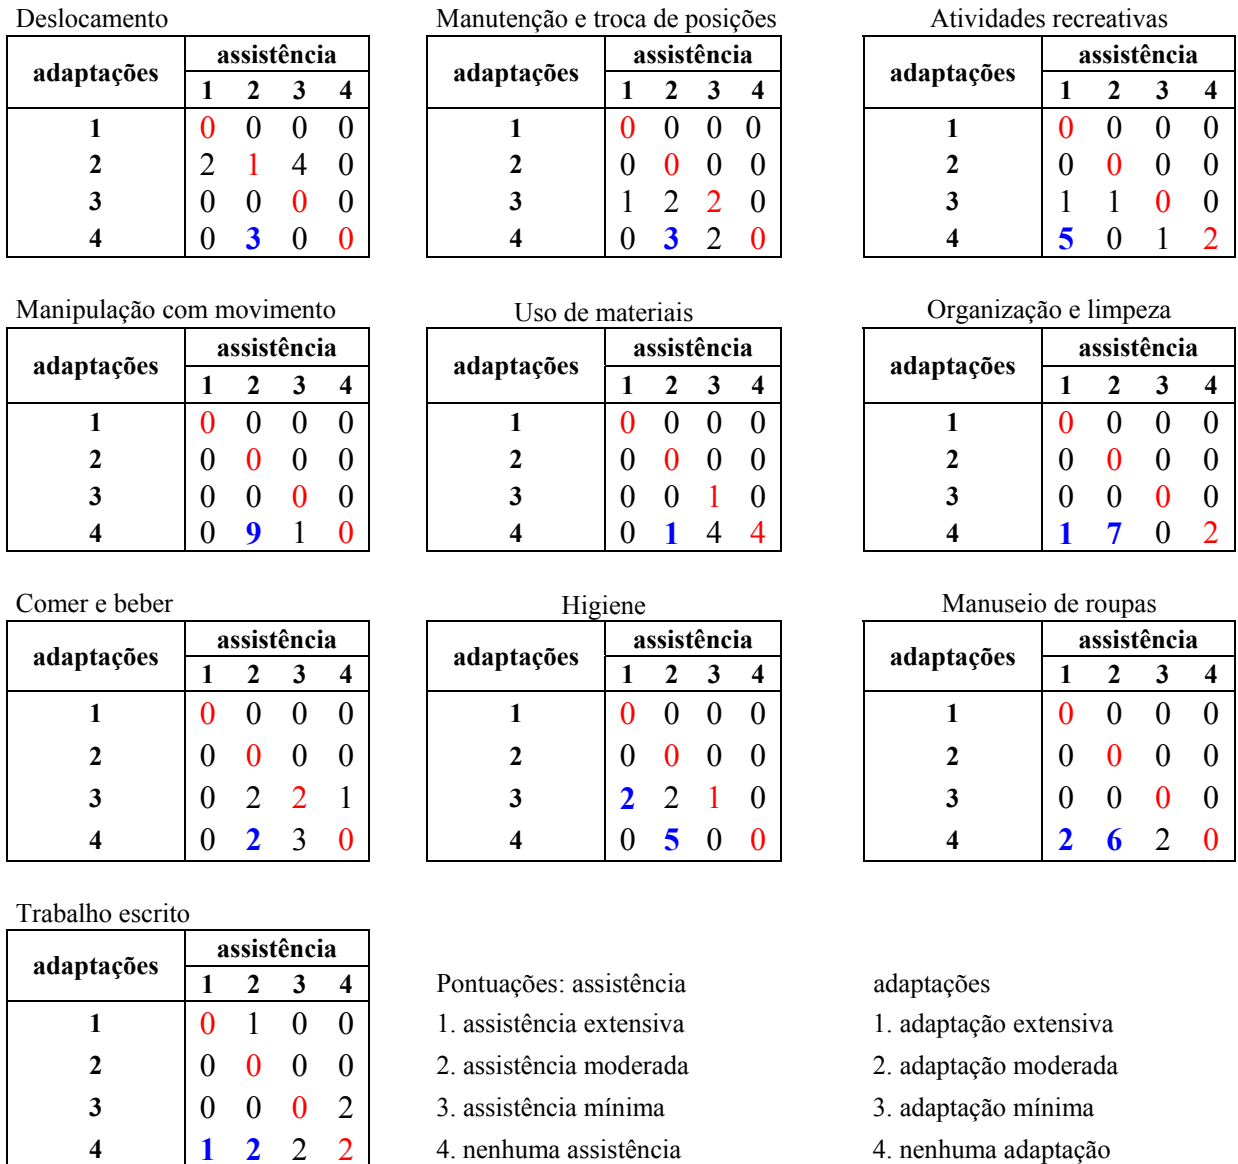 Deslocamento Manutenção e troca de posições Atividades recreativas
adaptações assistência adaptações assistência adaptações assistência
1 2 3 4 1 2 3 4 1 2 3 4
1 0 0 0 0 1 0 0 0 0 1 0 0 0 0
2 2 1 4 0 2 0 0 0 0 2 0 0 0 0
3 0 0 0 0 3 1 2 2 0 3 1 1 0 0
4 0 3 0 0 4 0 3 2 0 4 5 0 1 2
Manipulação com movimento Uso de materiais Organização e limpeza
adaptações assistência adaptações assistência adaptações assistência
1 2 3 4 1 2 3 4 1 2 3 4
1 0 0 0 0 1 0 0 0 0 1 0 0 0 0
2 0 0 0 0 2 0 0 0 0 2 0 0 0 0
3 0 0 0 0 3 0 0 1 0 3 0 0 0 0
4 0 9 1 0 4 0 1 4 4 4 1 7 0 2
Comer e beber Higiene Manuseio de roupas
adaptações assistência adaptações assistência adaptações assistência
1 2 3 4 1 2 3 4 1 2 3 4
1 0 0 0 0 1 0 0 0 0 1 0 0 0 0
2 0 0 0 0 2 0 0 0 0 2 0 0 0 0
3 0 2 2 1 3 2 2 1 0 3 0 0 0 0
4 0 2 3 0 4 0 5 0 0 4 2 6 2 0
Trabalho escrito
adaptações assistência
1 2 3 4 Pontuações: assistência adaptações
1 0 1 0 0 1. assistência extensiva 1. adaptação extensiva
2 0 0 0 0 2. assistência moderada 2. adaptação moderada
3 0 0 0 2 3. assistência mínima 3. adaptação mínima
4 1 2 2 2 4. nenhuma assistência 4. nenhuma adaptação